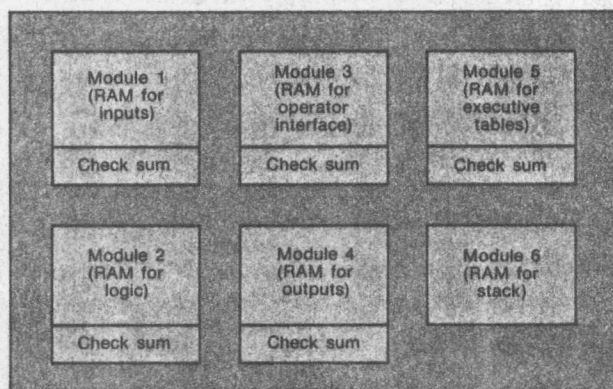 Module 1
(RAM for
inputs)
Check sum
Module 3
(RAM for
operator
interface)
Check sum
Module 5
(RAM for
executive
tables)
Check sum
Module 2
(RAM for
logic)
Check sum
Module 4
(RAM for
outputs)
Check sum
Module 6
(RAM for
stack)